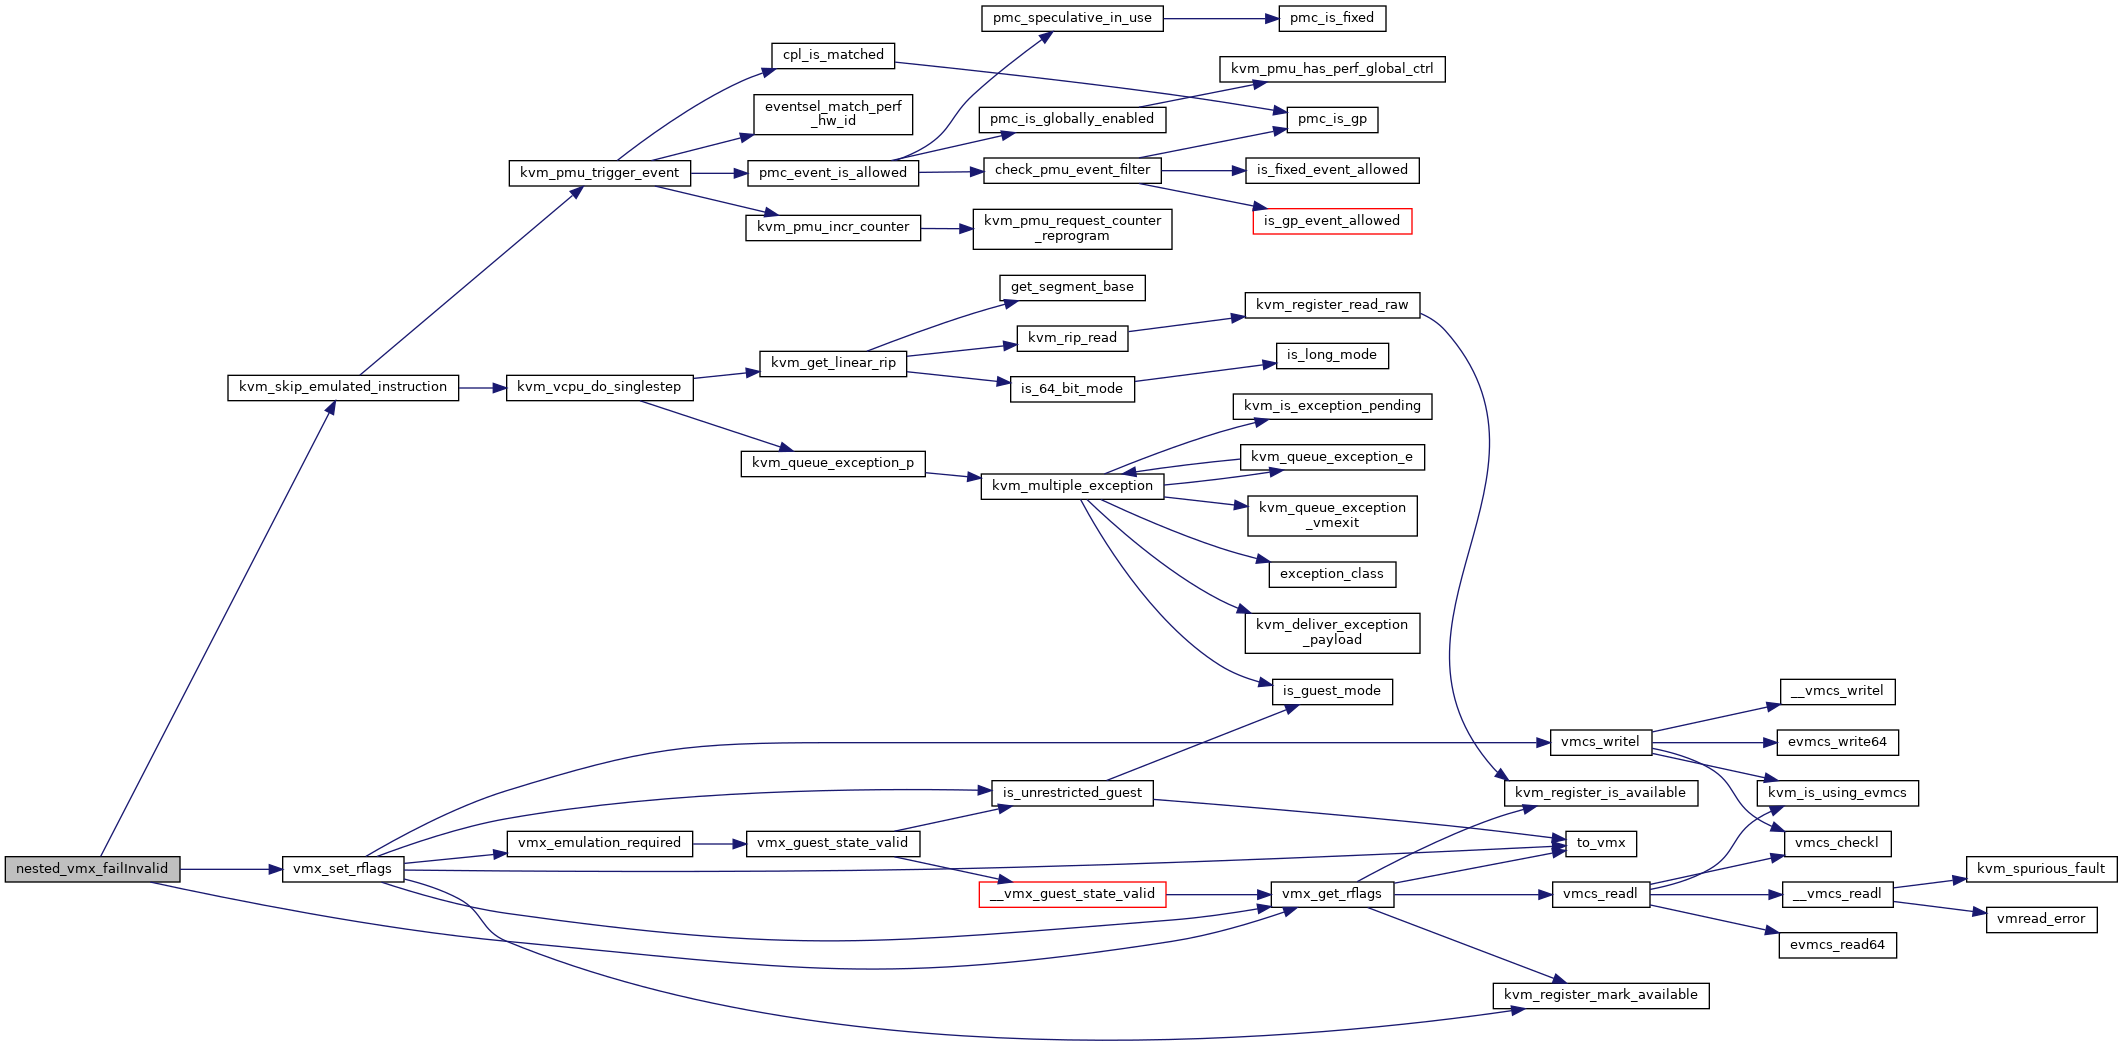 pmc_speculative_in_use
pmc_is_fixed
cpl_is_matched
kvm_pmu_has_perf_global_ctrl
eventsel_match_perf
_hw_id
pmc_is_globally_enabled
pmc_is_gp
kvm_pmu_trigger_event
pmc_event_is_allowed
check_pmu_event_filter
is_fixed_event_allowed
kvm_pmu_incr_counter
kvm_pmu_request_counter
_reprogram
is_gp_event_allowed
get_segment_base
kvm_register_read_raw
kvm_rip_read
kvm_get_linear_rip
is_long_mode
kvm_skip_emulated_instruction
kvm_vcpu_do_singlestep
is_64_bit_mode
kvm_is_exception_pending
kvm_queue_exception_p
kvm_queue_exception_e
kvm_multiple_exception
kvm_queue_exception
_vmexit
exception_class
kvm_deliver_exception
_payload
is_guest_mode
__vmcs_writel
vmcs_writel
evmcs_write64
is_unrestricted_guest
kvm_register_is_available
kvm_is_using_evmcs
vmx_emulation_required
vmx_guest_state_valid
to_vmx
vmcs_checkl
nested_vmx_failInvalid
vmx_set_rflags
kvm_spurious_fault
__vmx_guest_state_valid
vmx_get_rflags
vmcs_readl
__vmcs_readl
vmread_error
evmcs_read64
kvm_register_mark_available